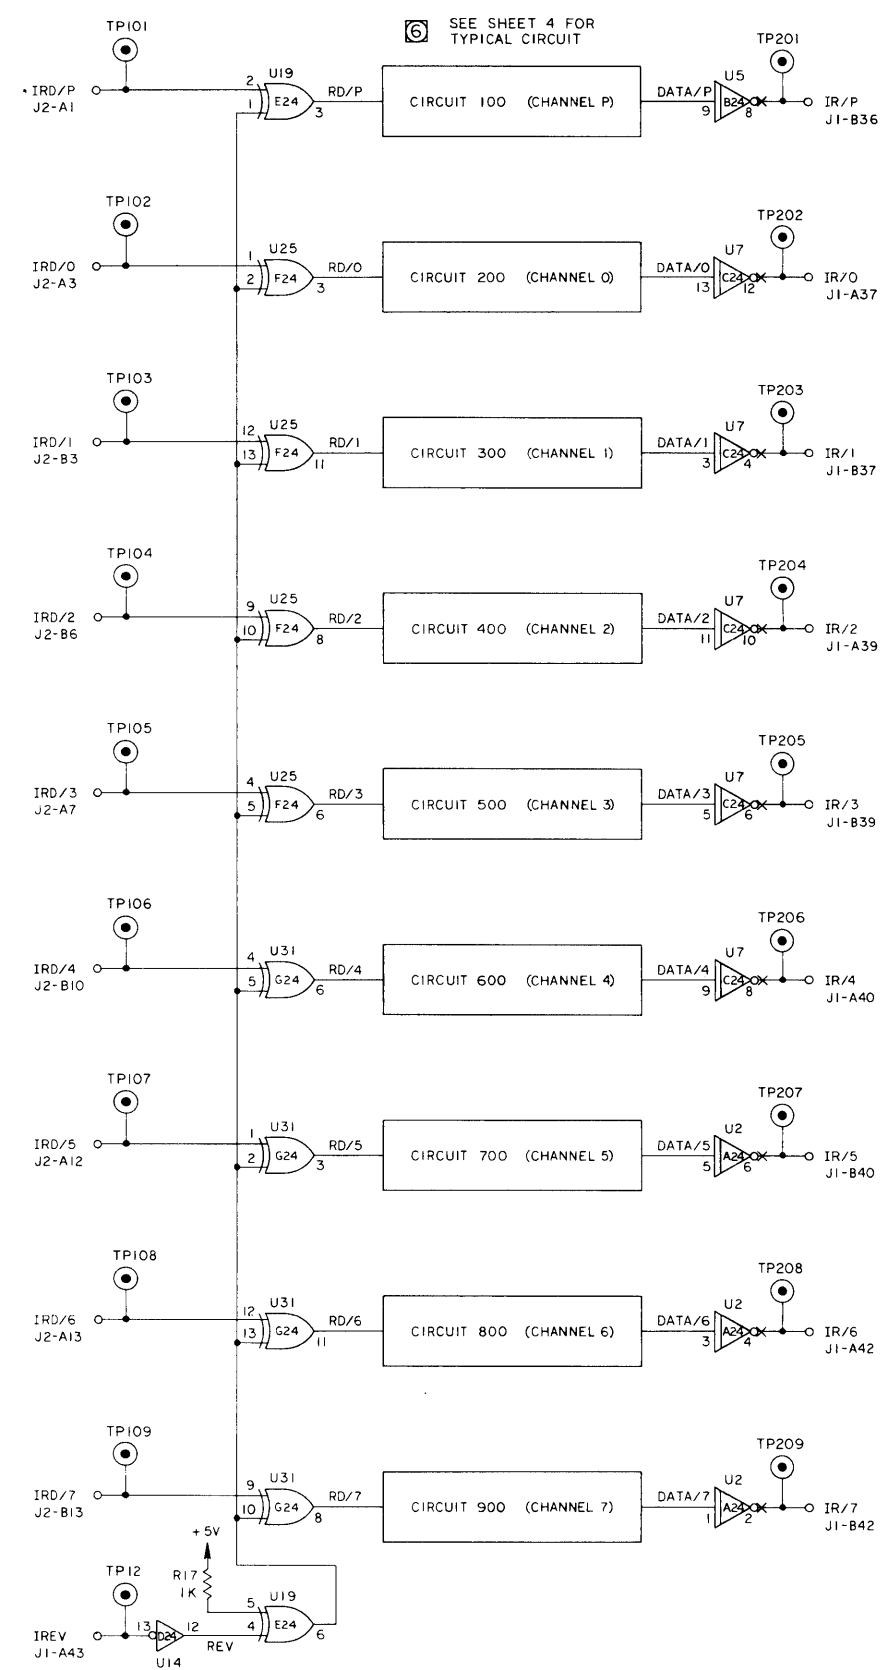 6 SEE SHEET 4 FOR
TYPICAL CIRCUIT
TP101
IRD/P
J2-A1
2
1
U19
E24
3
RD/P
CIRCUIT 100 (CHANNEL P)
DATA/P
9
U5
B24
8
TP201
IR/P
J1-B36
TP102
IRD/0
J2-A3
1
2
U25
F24
3
RD/0
CIRCUIT 200 (CHANNEL 0)
DATA/0
13
U7
C24
12
TP202
IR/0
J1-A37
TP103
IRD/1
J2-B3
12
13
U25
F24
11
RD/1
CIRCUIT 300 (CHANNEL 1)
DATA/1
3
U7
C24
4
TP203
IR/1
J1-B37
TP104
IRD/2
J2-B6
9
10
U25
F24
8
RD/2
CIRCUIT 400 (CHANNEL 2)
DATA/2
11
U7
C24
10
TP204
IR/2
J1-A39
TP105
IRD/3
J2-A7
4
5
U25
F24
6
RD/3
CIRCUIT 500 (CHANNEL 3)
DATA/3
5
U7
C24
6
TP205
IR/3
J1-B39
TP106
IRD/4
J2-B10
4
5
U31
G24
6
RD/4
CIRCUIT 600 (CHANNEL 4)
DATA/4
9
U7
C24
8
TP206
IR/4
J1-A40
TP107
IRD/5
J2-A12
1
2
U31
G24
3
RD/5
CIRCUIT 700 (CHANNEL 5)
DATA/5
5
U2
A24
6
TP207
IR/5
J1-B40
TP108
IRD/6
J2-A13
12
13
U31
G24
11
RD/6
CIRCUIT 800 (CHANNEL 6)
DATA/6
3
U2
A24
4
TP208
IR/6
J1-A42
TP109
IRD/7
J2-B13
9
10
U31
G24
8
RD/7
CIRCUIT 900 (CHANNEL 7)
DATA/7
1
U2
A24
2
TP209
IR/7
J1-B42
+5V
R17
1K
TP12
IREV
J1-A43
13
D24
12
U14
REV
5
4
U19
E24
6